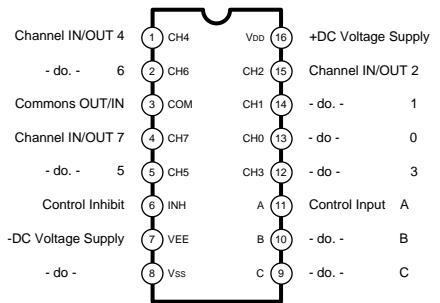 Channel IN/OUT 4 1 CH4 VDD 16 +DC Voltage Supply
- do. - 6 2 CH6 CH2 15 Channel IN/OUT 2
Commons OUT/IN 3 COM CH1 14 - do. - 1
Channel IN/OUT 7 4 CH7 CH0 13 - do - 0
- do. - 5 5 CH5 CH3 12 - do - 3
Control Inhibit 6 INH A 11 Control Input A
-DC Voltage Supply 7 VEE B 10 - do. - B
- do - 8 Vss C 9 - do. - C